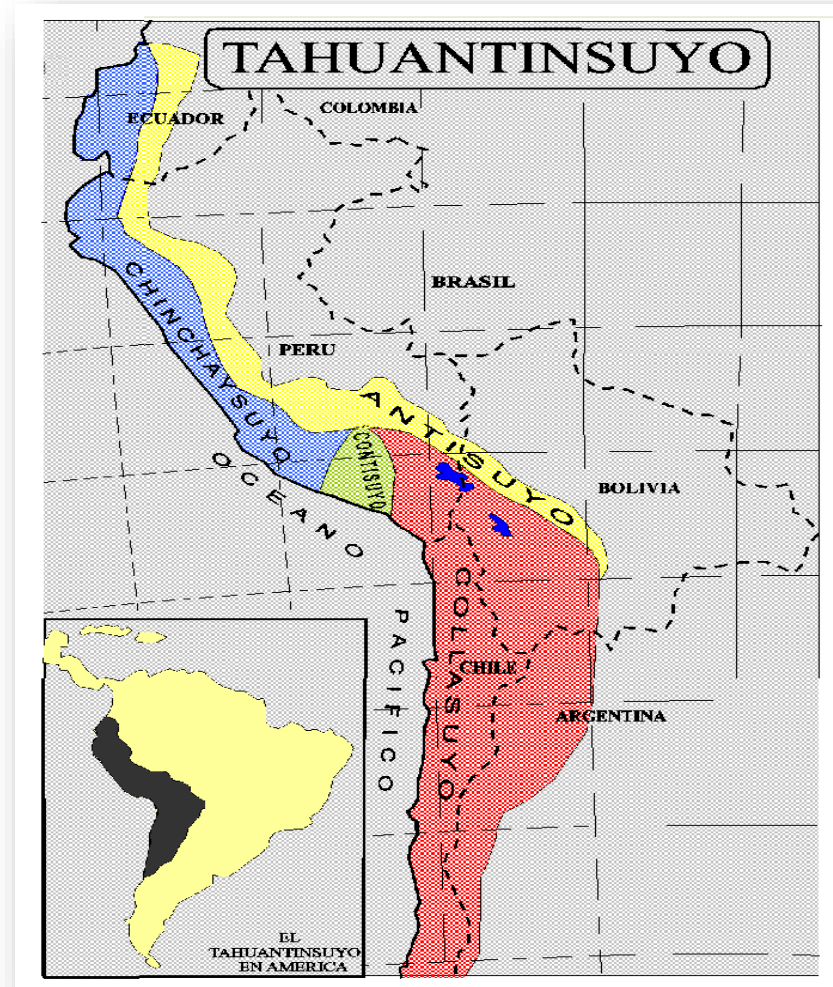 TAHUANTINSUYO
COLOMBIA
ECUADOR
BRASIL
CHINCHAYSUYO
PERU
ANTISUYO
CONTISUYO
BOLIVIA
OCEANO
PACIFICO
COLLASUYO
CHILE
ARGENTINA
EL
TAHUANTINSUYO
EN AMERICA